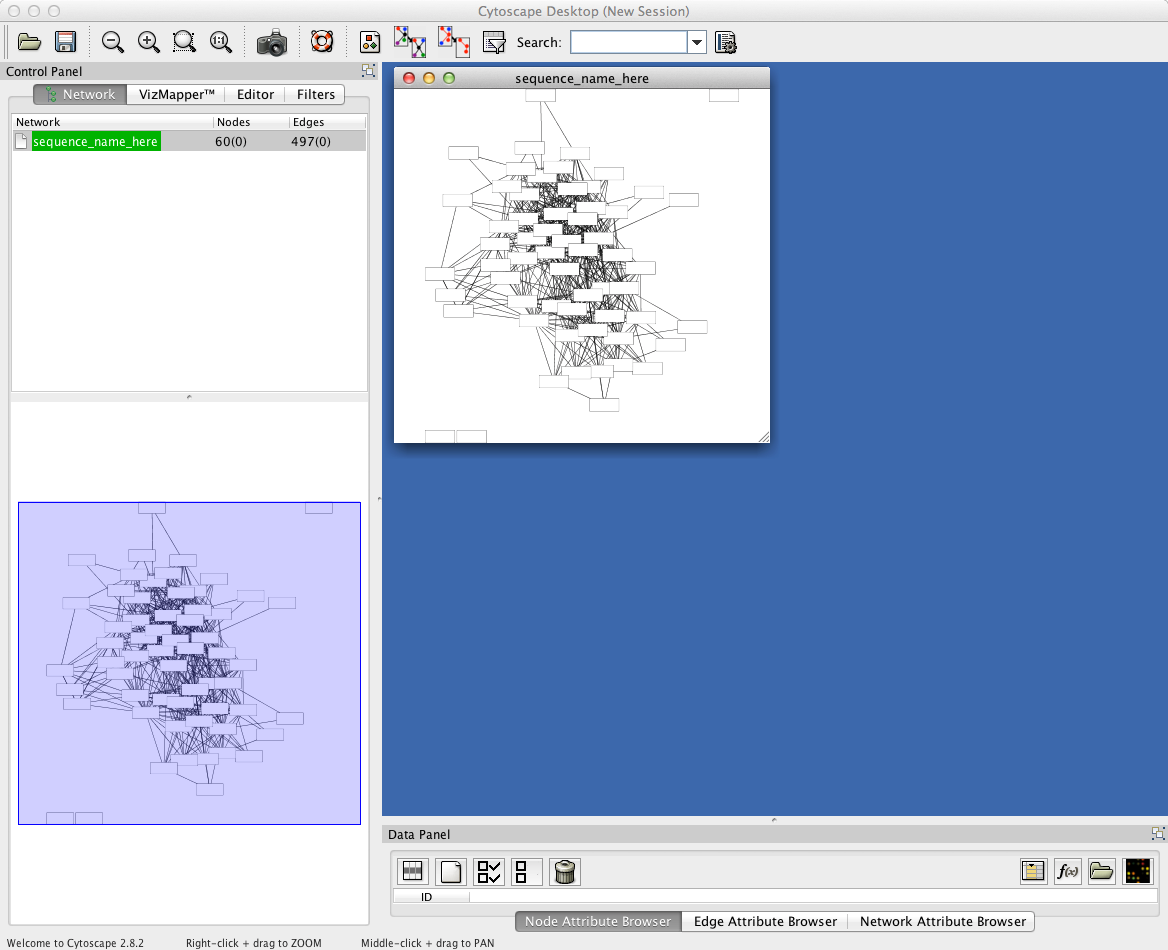 Cytoscape Desktop (New Session)
1:1
Search:
Control Panel
Network VizMapper™ Editor Filters
Network Nodes Edges
sequence_name_here 60(0) 497(0)
sequence_name_here
Data Panel
f(x)
ID
Node Attribute Browser Edge Attribute Browser Network Attribute Browser
Welcome to Cytoscape 2.8.2 Right-click + drag to ZOOM Middle-click + drag to PAN